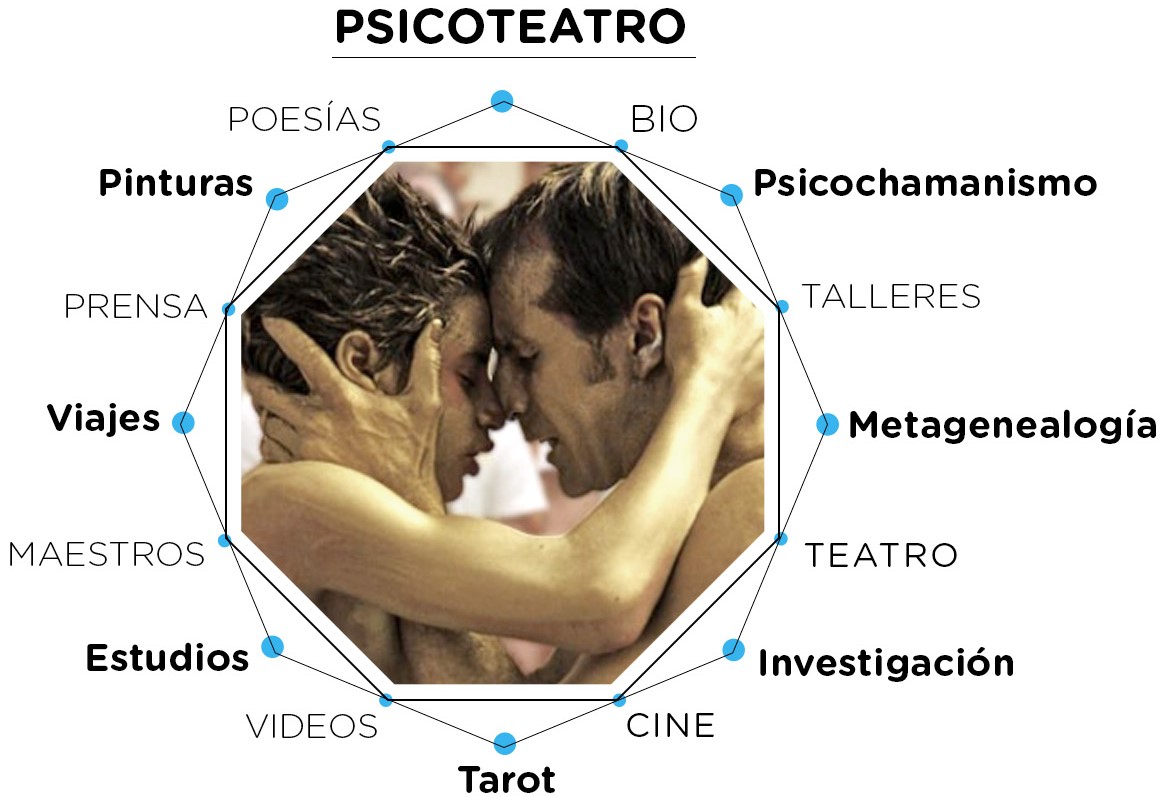 PSICOTEATRO
POESÍAS
BIO
Pinturas
Psicochamanismo
PRENSA
TALLERES
Viajes
Metagenealogía
MAESTROS
TEATRO
Estudios
Investigación
VIDEOS
CINE
Tarot